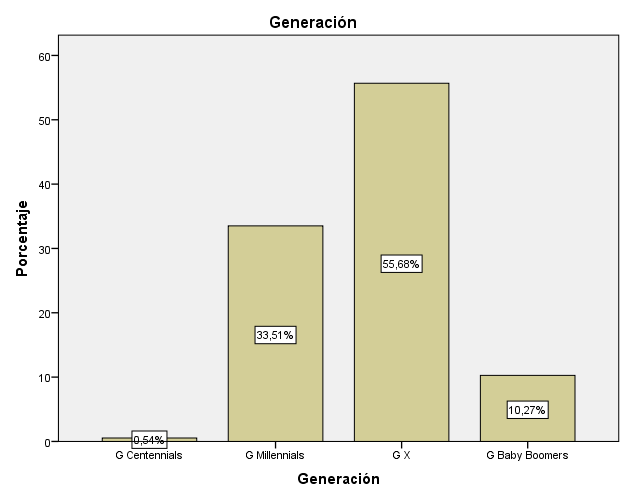 Generación
60
50
40
30
20
10
0
Porcentaje
0,54%
33,51%
55,68%
10,27%
G Centennials
G Millennials
G X
G Baby Boomers
Generación